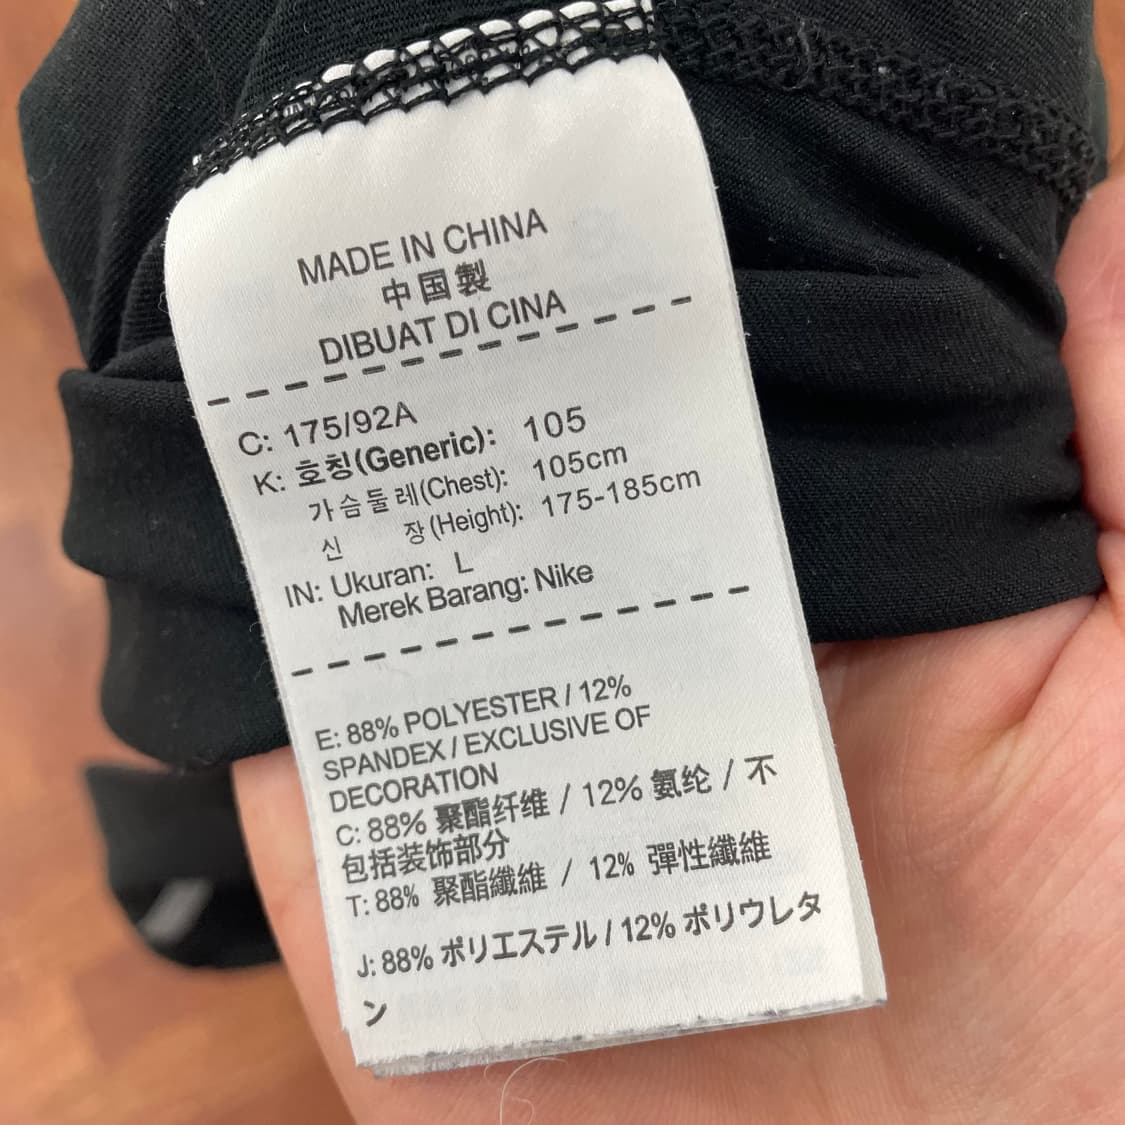 MADE IN CHINA
中国製
DIBUAT DI CINA
C: 175/92A
K: 호칭(Generic): 105
가슴둘레(Chest): 105cm
신 장(Height): 175-185cm
IN: Ukuran: L
Merek Barang: Nike
E: 88% POLYESTER / 12%
SPANDEX / EXCLUSIVE OF
DECORATION
C: 88% 聚酯纤维 / 12% 氨纶 / 不
包括装饰部分
T: 88% 聚酯纖維 / 12% 彈性纖維
J: 88% ポリエステル / 12% ポリウレタ
ン